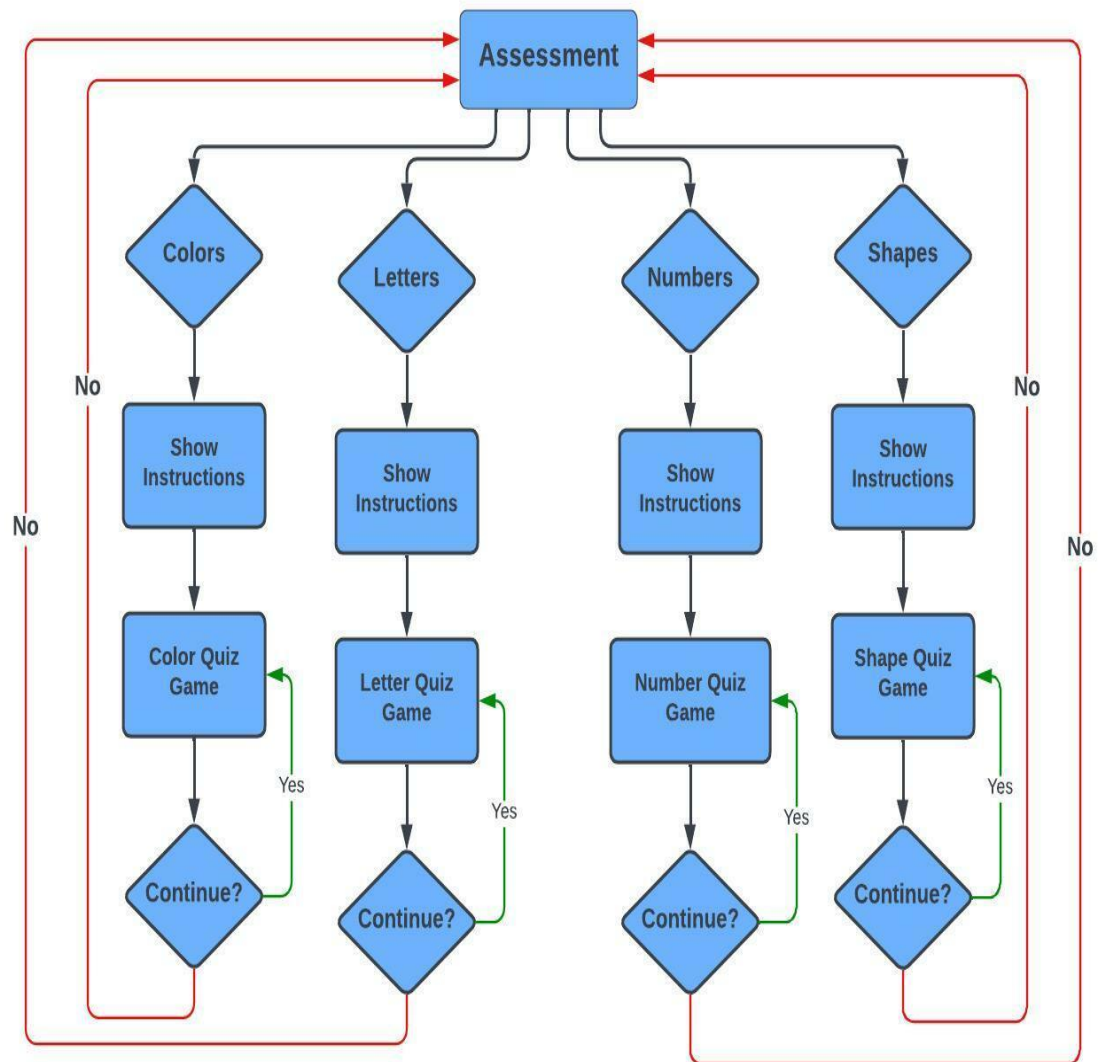 Assessment
Colors
Letters
Numbers
Shapes
No
No
Show
Instructions
Show
Instructions
Show
Instructions
Show
Instructions
No
No
Color Quiz
Game
Letter Quiz
Game
Number Quiz
Game
Shape Quiz
Game
Yes
Yes
Yes
Yes
Continue?
Continue?
Continue?
Continue?